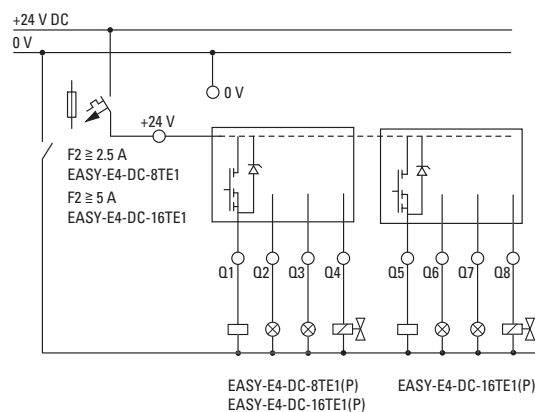 +24 V DC
0 V
0 V
+24 V
F2 ≧ 2.5 A
EASY-E4-DC-8TE1
F2 ≧ 5 A
EASY-E4-DC-16TE1
Q1 Q2 Q3 Q4 Q5 Q6 Q7 Q8
EASY-E4-DC-8TE1(P)
EASY-E4-DC-16TE1(P)
EASY-E4-DC-16TE1(P)